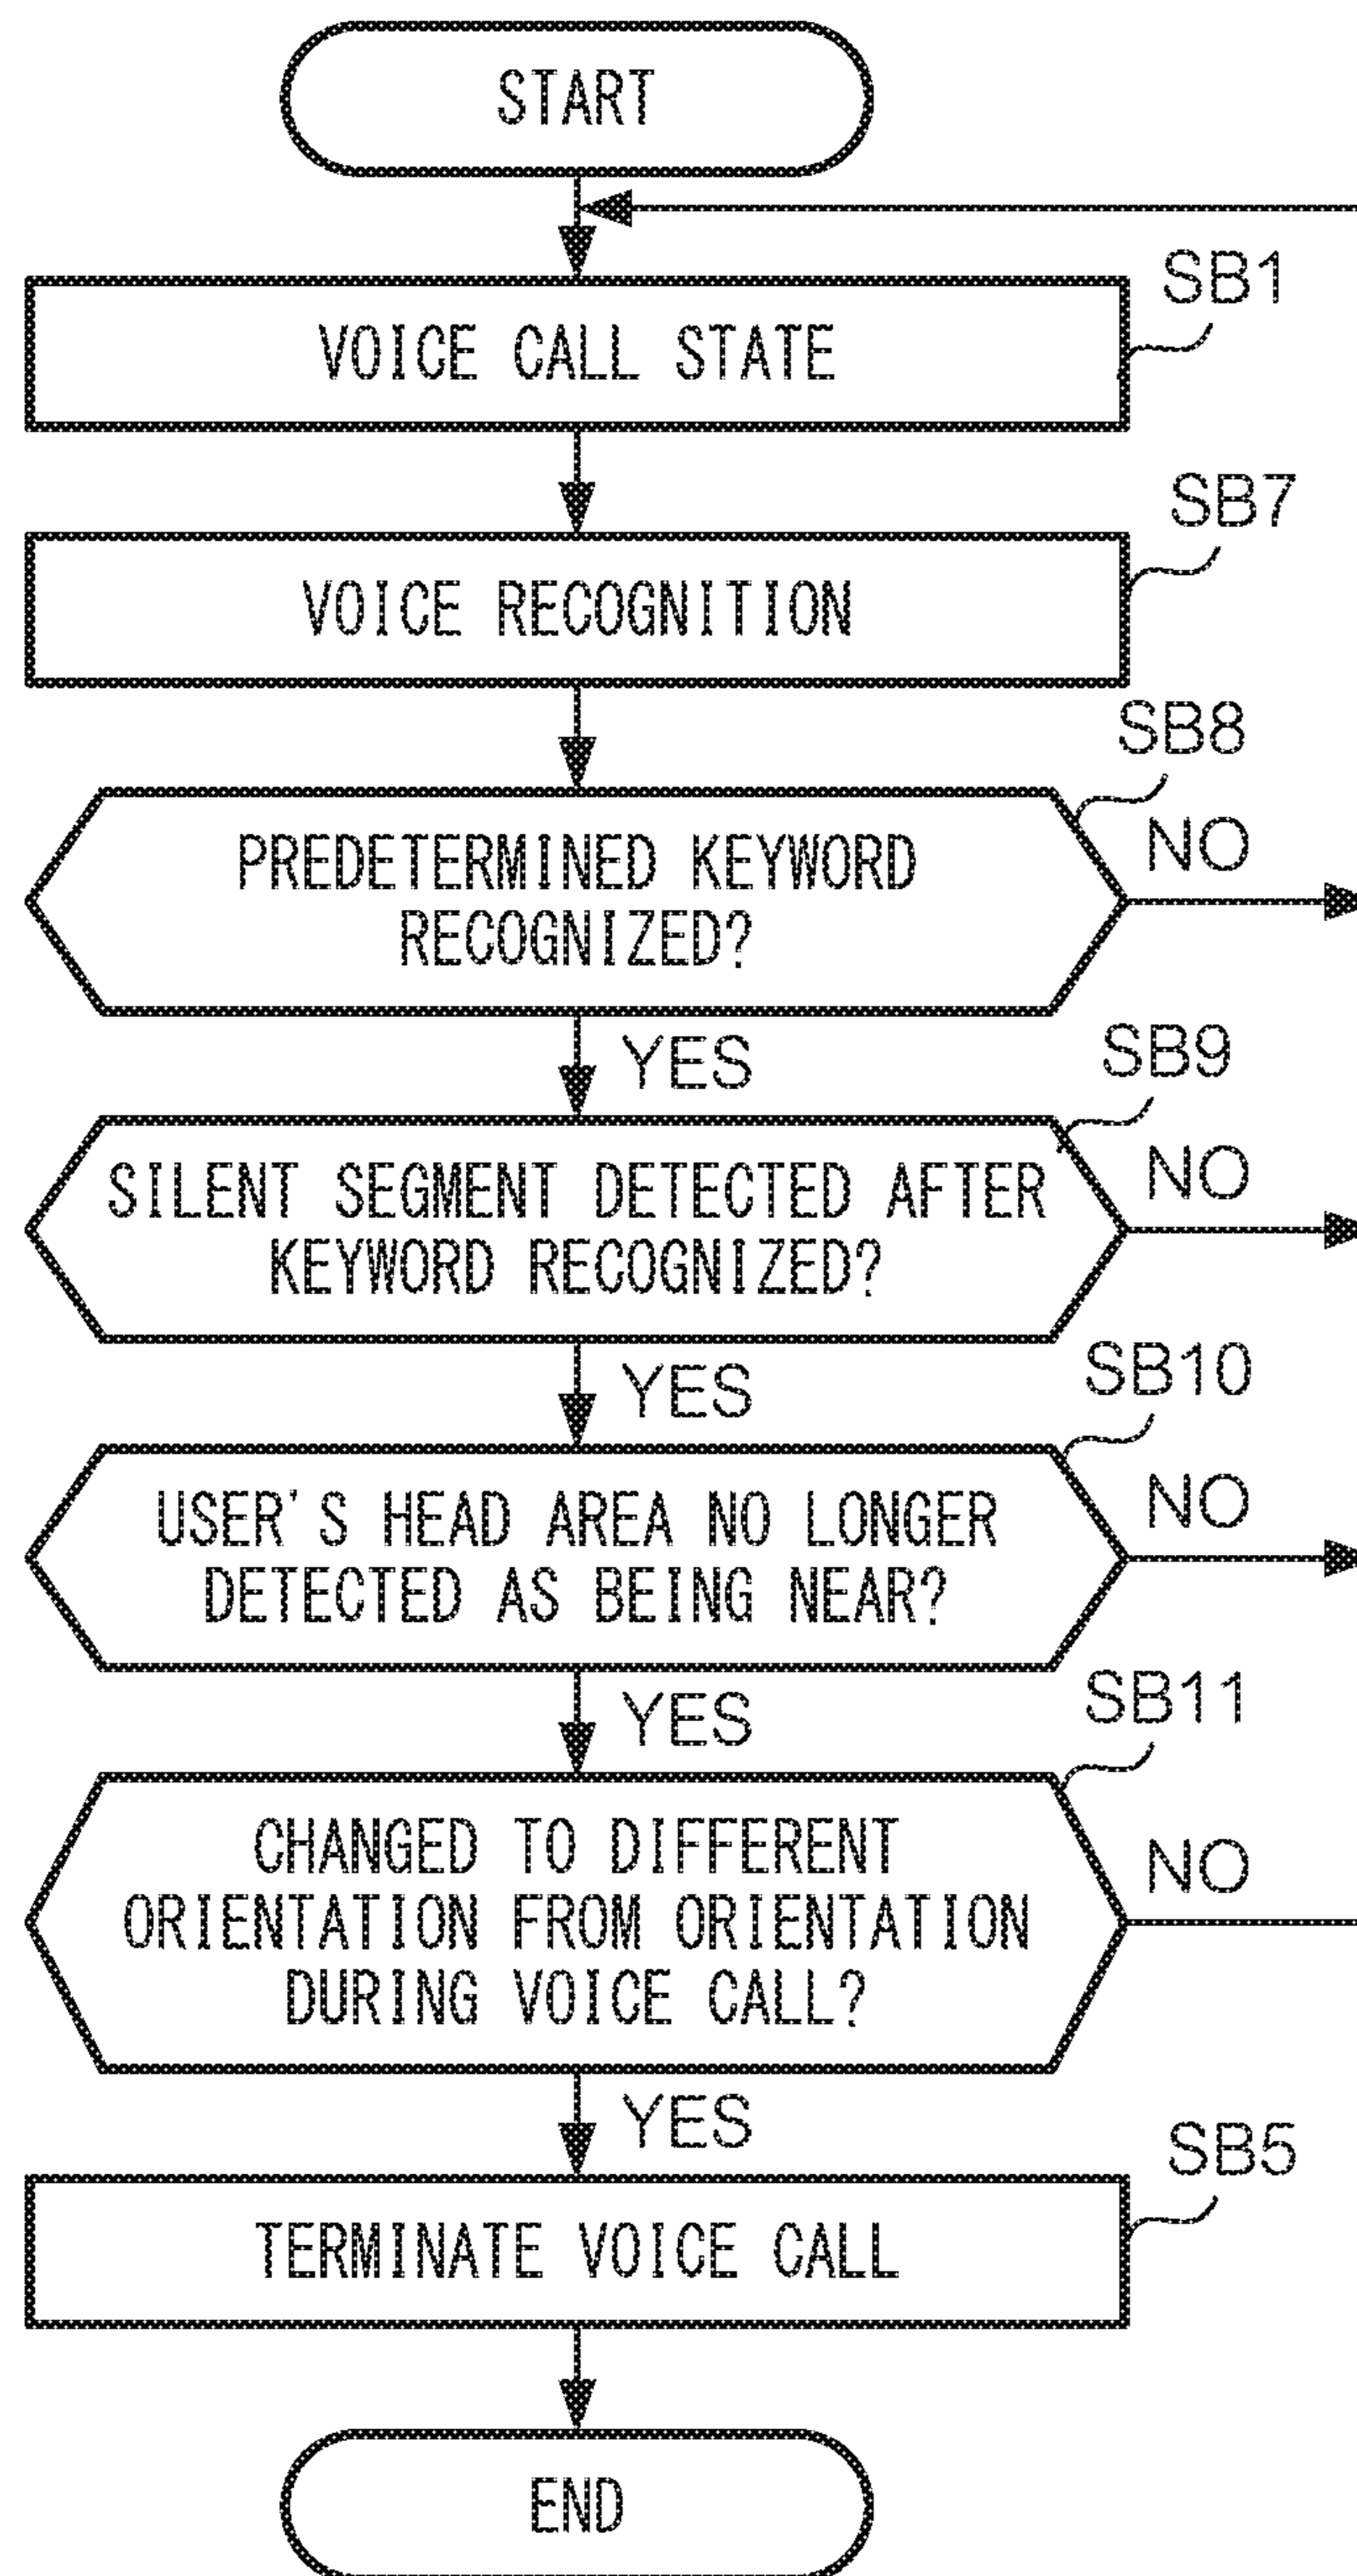 START
SB1
VOICE CALL STATE
SB7
VOICE RECOGNITION
SB8
PREDETERMINED KEYWORD
RECOGNIZED?
NO
YES
SB9
SILENT SEGMENT DETECTED AFTER
KEYWORD RECOGNIZED?
NO
YES
SB10
USER'S HEAD AREA NO LONGER
DETECTED AS BEING NEAR?
NO
YES
SB11
CHANGED TO DIFFERENT
ORIENTATION FROM ORIENTATION
DURING VOICE CALL?
NO
YES
SB5
TERMINATE VOICE CALL
END